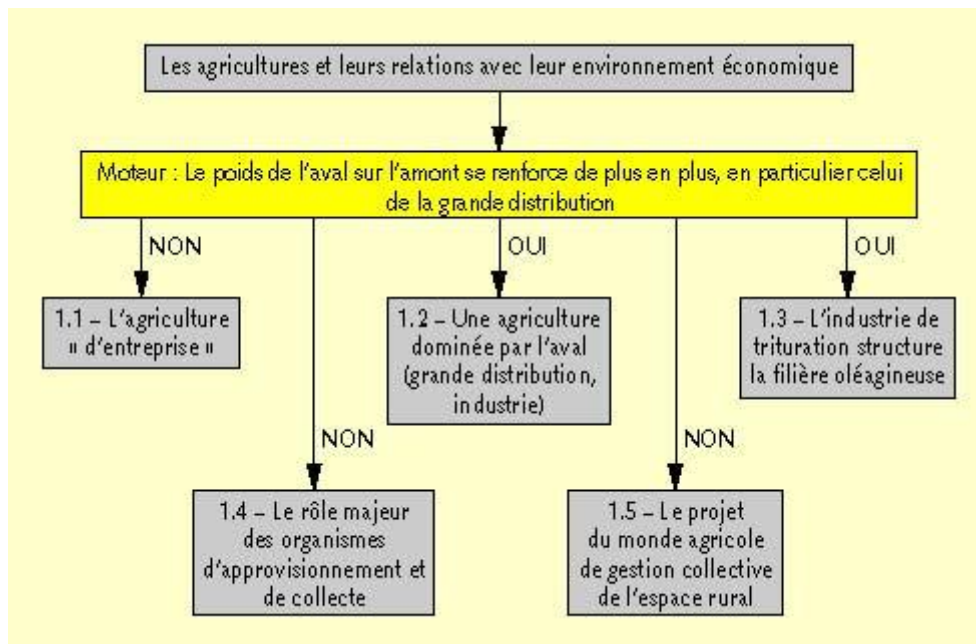 Les agricultures et leurs relations avec leur environnement économique
Moteur : Le poids de l'aval sur l'amont se renforce de plus en plus, en particulier celui
de la grande distribution
NON
OUI
OUI
1.1 – L'agriculture
« d'entreprise »
1.2 – Une agriculture
dominée par l'aval
(grande distribution,
industrie)
1.3 – L'industrie de
trituration structure
la filière oléagineuse
NON
NON
1.4 – Le rôle majeur
des organismes
d'approvisionnement et
de collecte
1.5 – Le projet
du monde agricole
de gestion collective
de l'espace rural